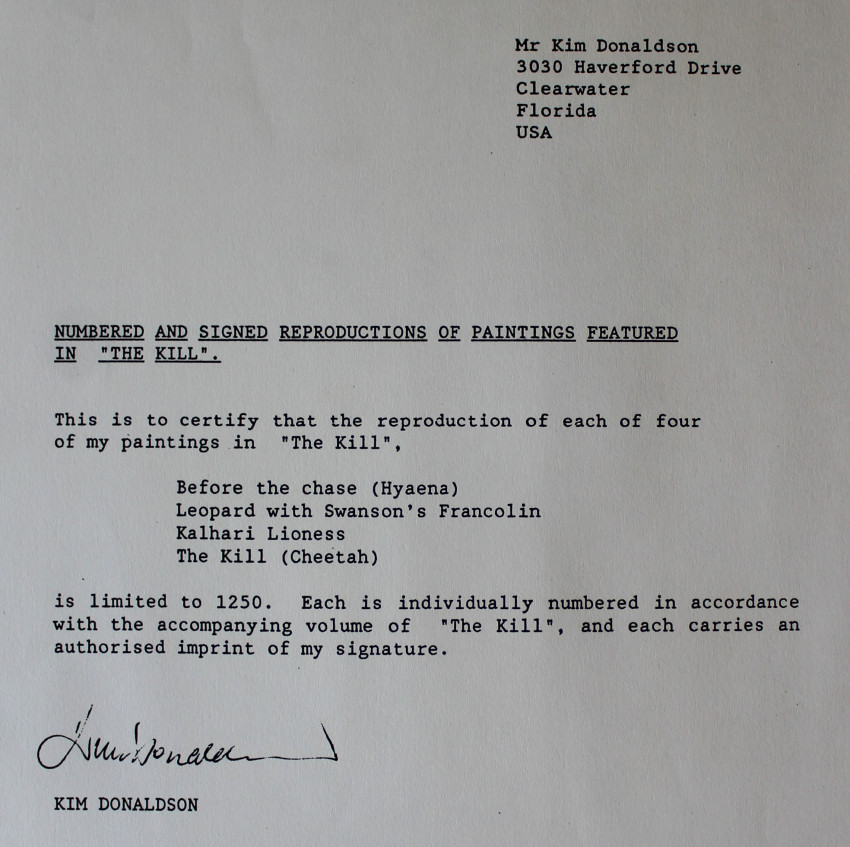 Mr Kim Donaldson
3030 Haverford Drive
Clearwater
Florida
USA
NUMBERED AND SIGNED REPRODUCTIONS OF PAINTINGS FEATURED
IN "THE KILL".
This is to certify that the reproduction of each of four
of my paintings in "The Kill",
Before the chase (Hyaena)
Leopard with Swanson's Francolin
Kalhari Lioness
The Kill (Cheetah)
is limited to 1250. Each is individually numbered in accordance
with the accompanying volume of "The Kill", and each carries an
authorised imprint of my signature.
Kim Donaldson
KIM DONALDSON